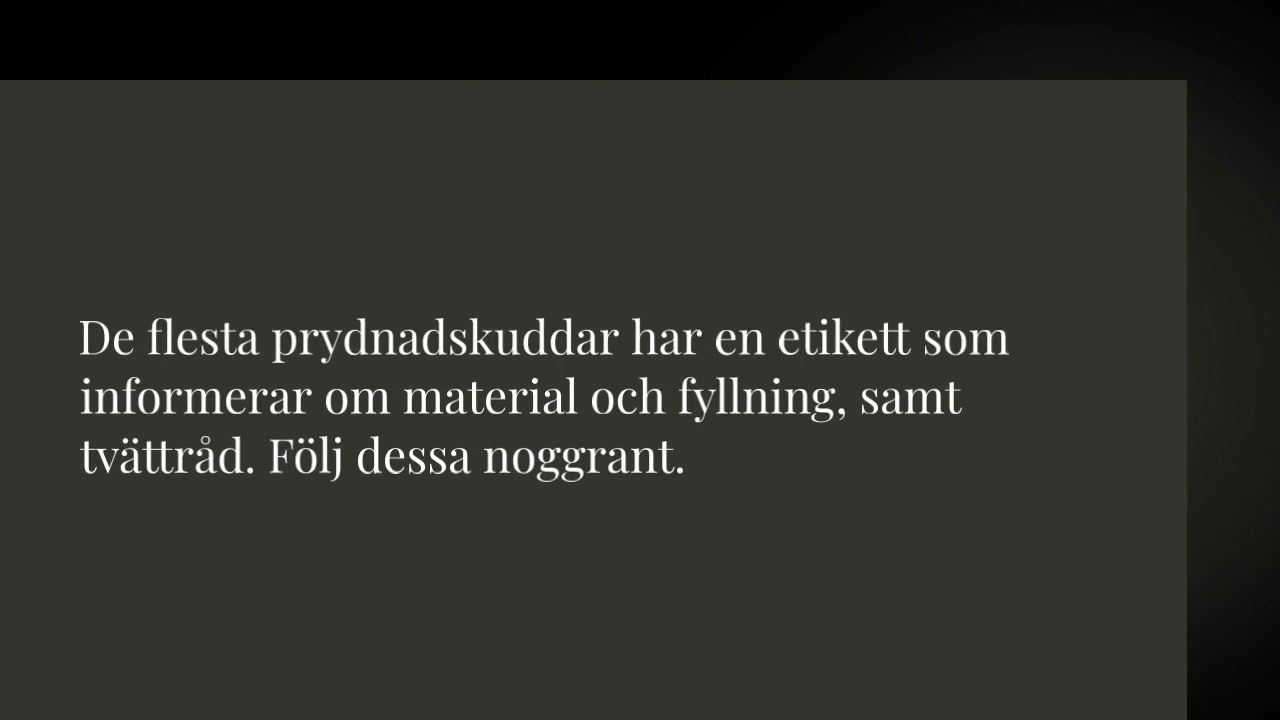 De flesta prydnadskuddar har en etikett som
informerar om material och fyllning, samt
tvättråd. Följ dessa noggrant.